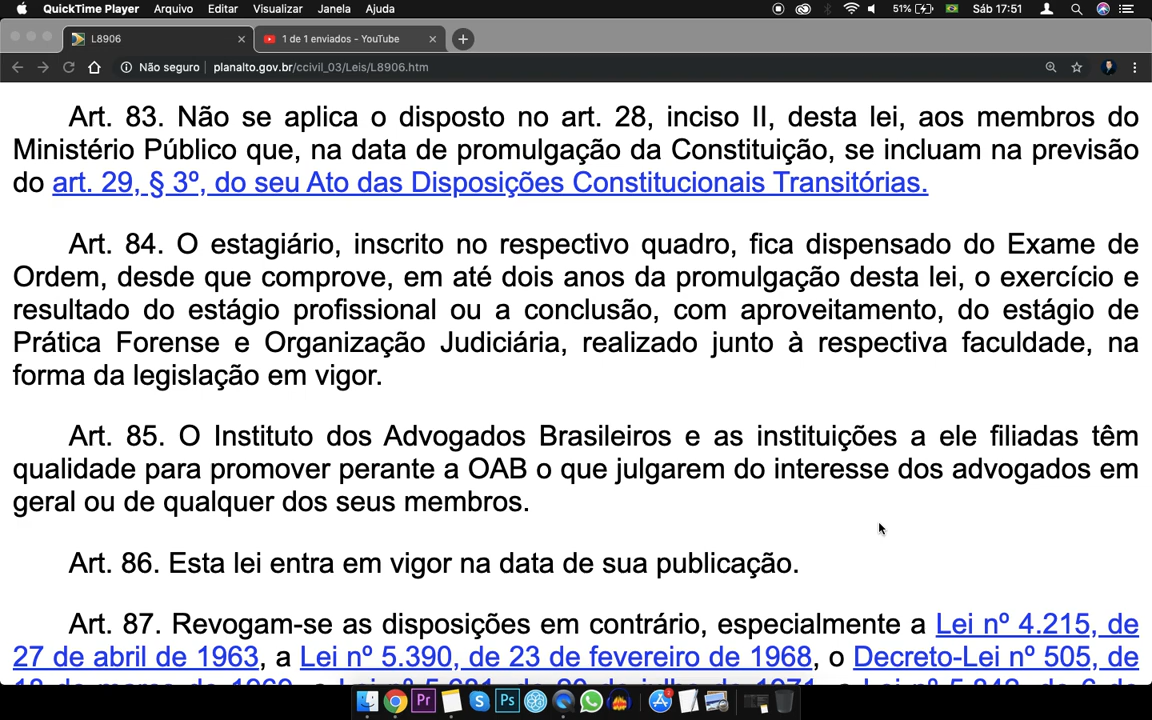 QuickTime Player Arquivo Editar Visualizar Janela Ajuda 51% Sáb 17:51
L8906 1 de 1 enviados - YouTube
Não seguro planalto.gov.br/ccivil_03/Leis/L8906.htm
Art. 83. Não se aplica o disposto no art. 28, inciso II, desta lei, aos membros do
Ministério Público que, na data de promulgação da Constituição, se incluam na previsão
do art. 29, § 3º, do seu Ato das Disposições Constitucionais Transitórias.
Art. 84. O estagiário, inscrito no respectivo quadro, fica dispensado do Exame de
Ordem, desde que comprove, em até dois anos da promulgação desta lei, o exercício e
resultado do estágio profissional ou a conclusão, com aproveitamento, do estágio de
Prática Forense e Organização Judiciária, realizado junto à respectiva faculdade, na
forma da legislação em vigor.
Art. 85. O Instituto dos Advogados Brasileiros e as instituições a ele filiadas têm
qualidade para promover perante a OAB o que julgarem do interesse dos advogados em
geral ou de qualquer dos seus membros.
Art. 86. Esta lei entra em vigor na data de sua publicação.
Art. 87. Revogam-se as disposições em contrário, especialmente a Lei nº 4.215, de
27 de abril de 1963, a Lei nº 5.390, de 23 de fevereiro de 1968, o Decreto-Lei nº 505, de
Pr Ps